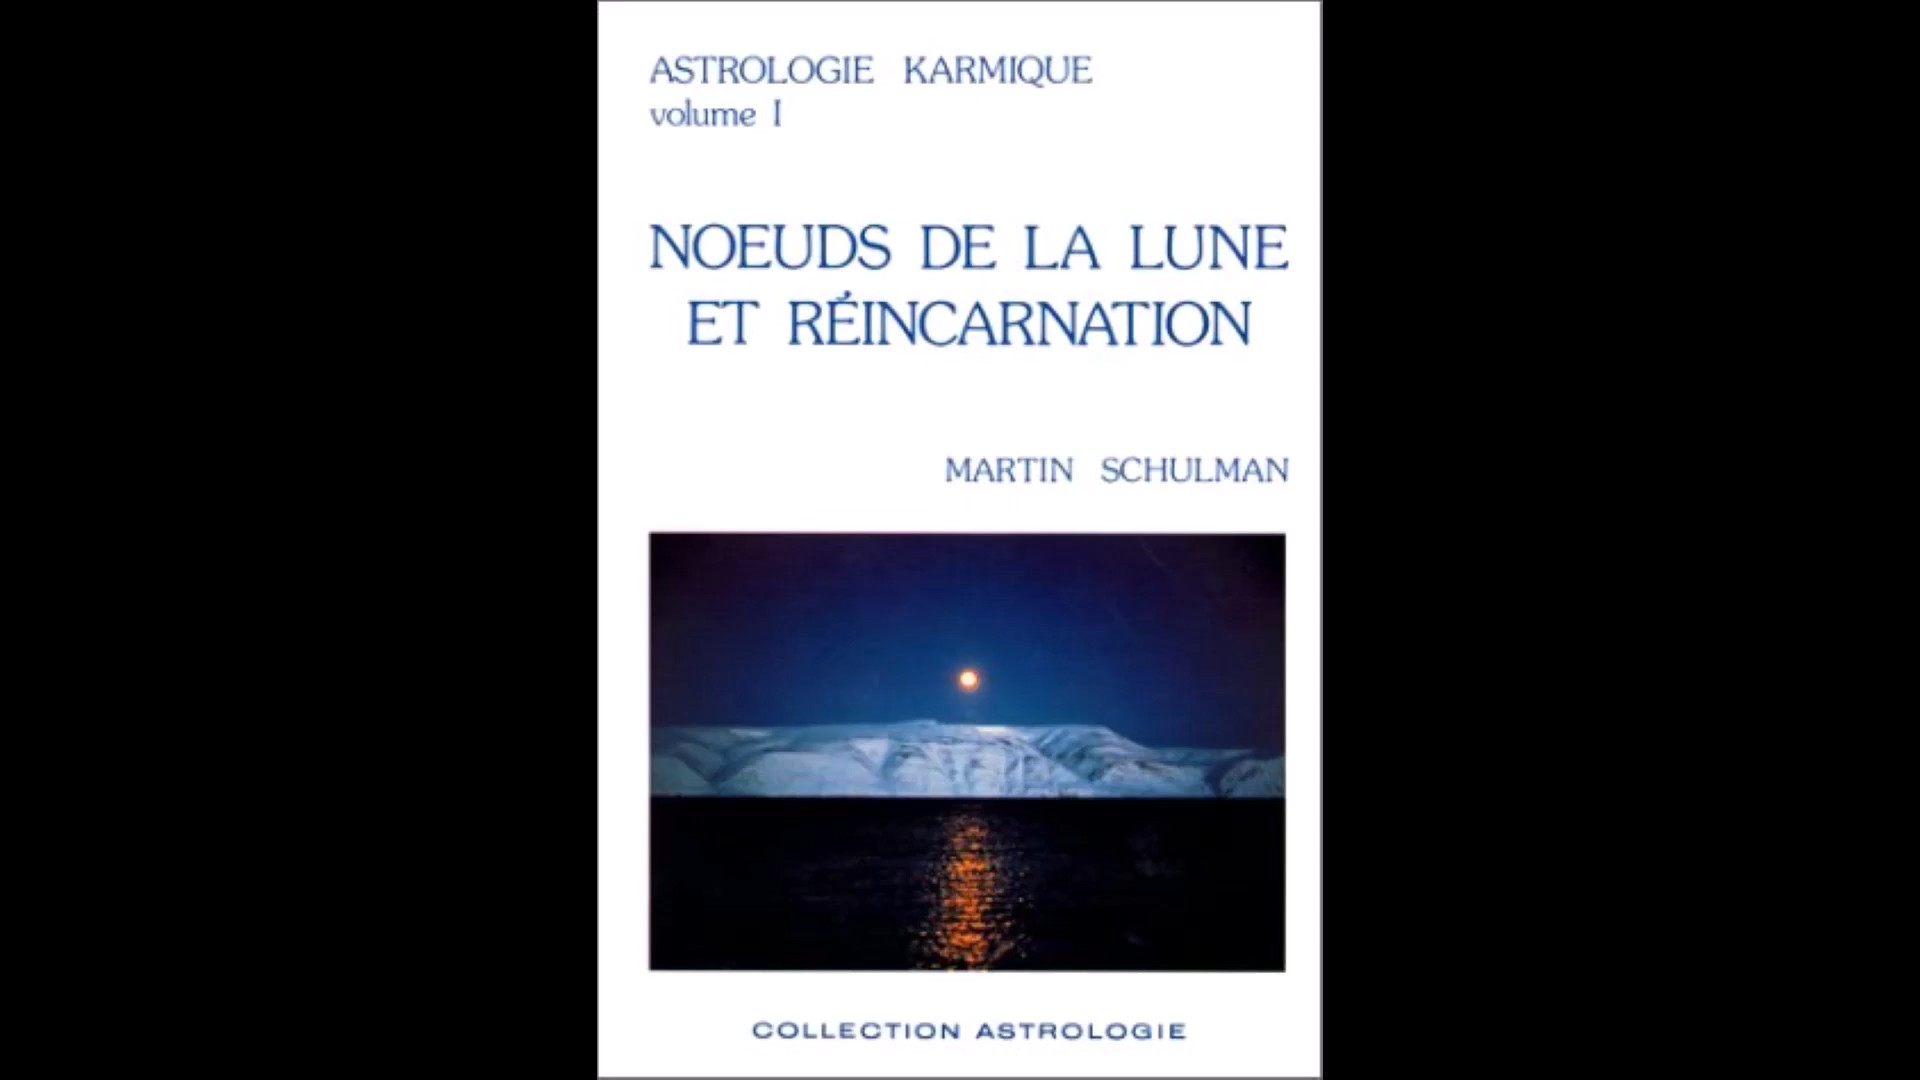 ASTROLOGIE KARMIQUE
volume I
NOEUDS DE LA LUNE
ET RÉINCARNATION
MARTIN SCHULMAN
COLLECTION ASTROLOGIE